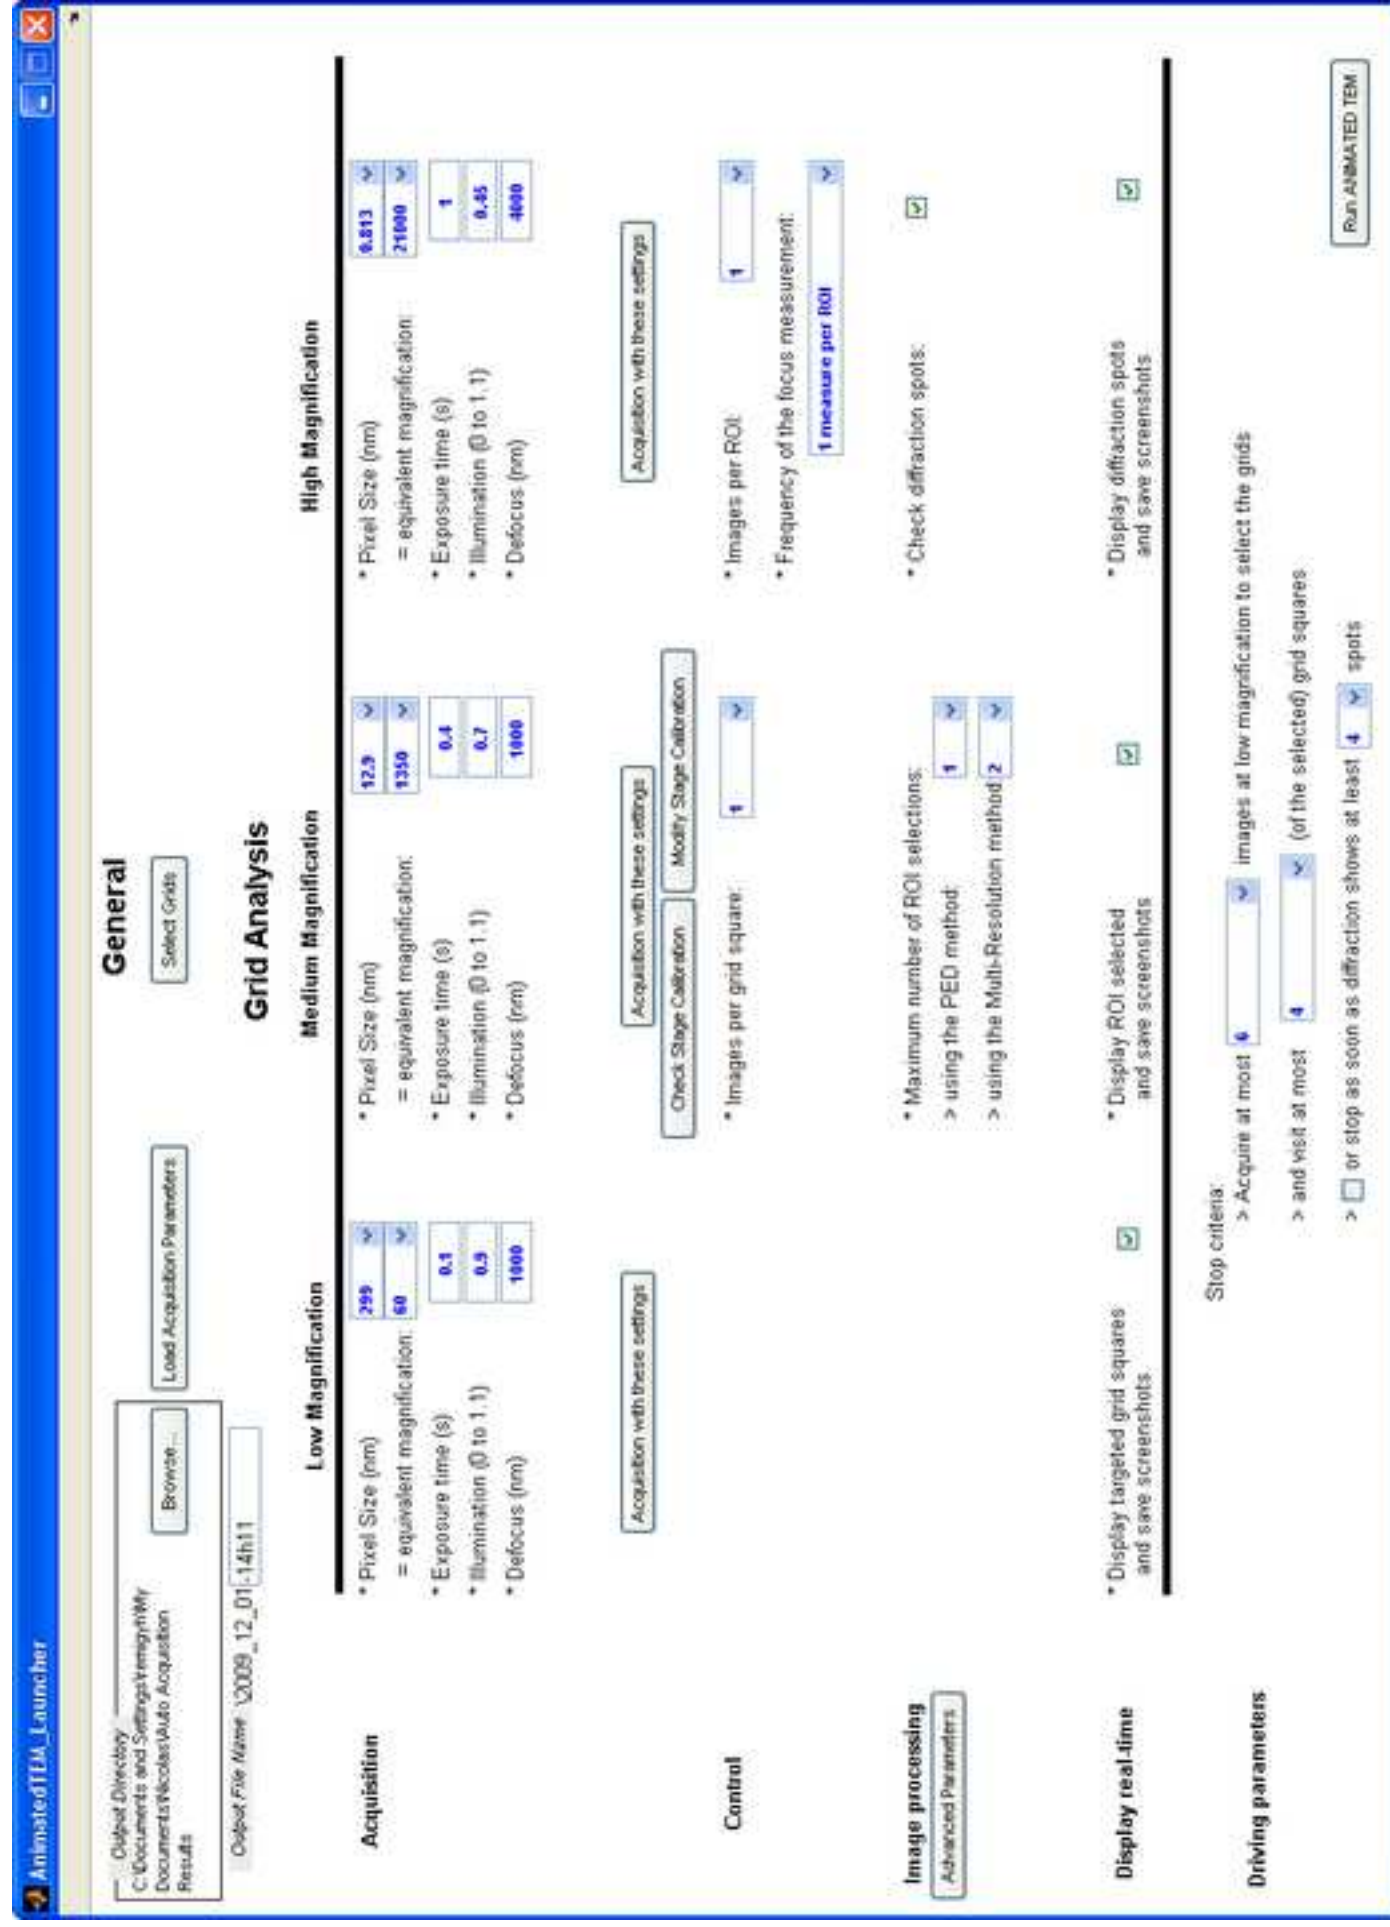 AnimatedTEM_Launcher
General
Output Directory
C:\Documents and Settings\remigyh\My
Documents\Nicolas\Auto Acquisition
Results
Browse...
Load Acquisition Parameters
Select Grids
Output File Name \2009_12_01 -14h11
Grid Analysis
Low Magnification Medium Magnification High Magnification
Acquisition
* Pixel Size (nm) 299 * Pixel Size (nm) 12.9 * Pixel Size (nm) 0.813
= equivalent magnification: 60 = equivalent magnification: 1350 = equivalent magnification: 21000
* Exposure time (s) 0.1 * Exposure time (s) 0.4 * Exposure time (s) 1
* Illumination (0 to 1.1) 0.9 * Illumination (0 to 1.1) 0.7 * Illumination (0 to 1.1) 0.45
* Defocus (nm) 1000 * Defocus (nm) 1000 * Defocus (nm) 4000
Acquisition with these settings Acquisition with these settings Acquisition with these settings
Check Stage Calibration Modify Stage Calibration
Control
* Images per grid square: 1 * Images per ROI: 1
* Frequency of the focus measurement:
1 measure per ROI
Image processing
Advanced Parameters
* Maximum number of ROI selections: * Check diffraction spots:
> using the PED method: 1
> using the Multi-Resolution method: 2
Display real-time
* Display targeted grid squares * Display ROI selected * Display diffraction spots
and save screenshots and save screenshots and save screenshots
Driving parameters
Stop criteria:
> Acquire at most 6 images at low magnification to select the grids
> and visit at most 4 (of the selected) grid squares
> or stop as soon as diffraction shows at least 4 spots
Run ANIMATED TEM